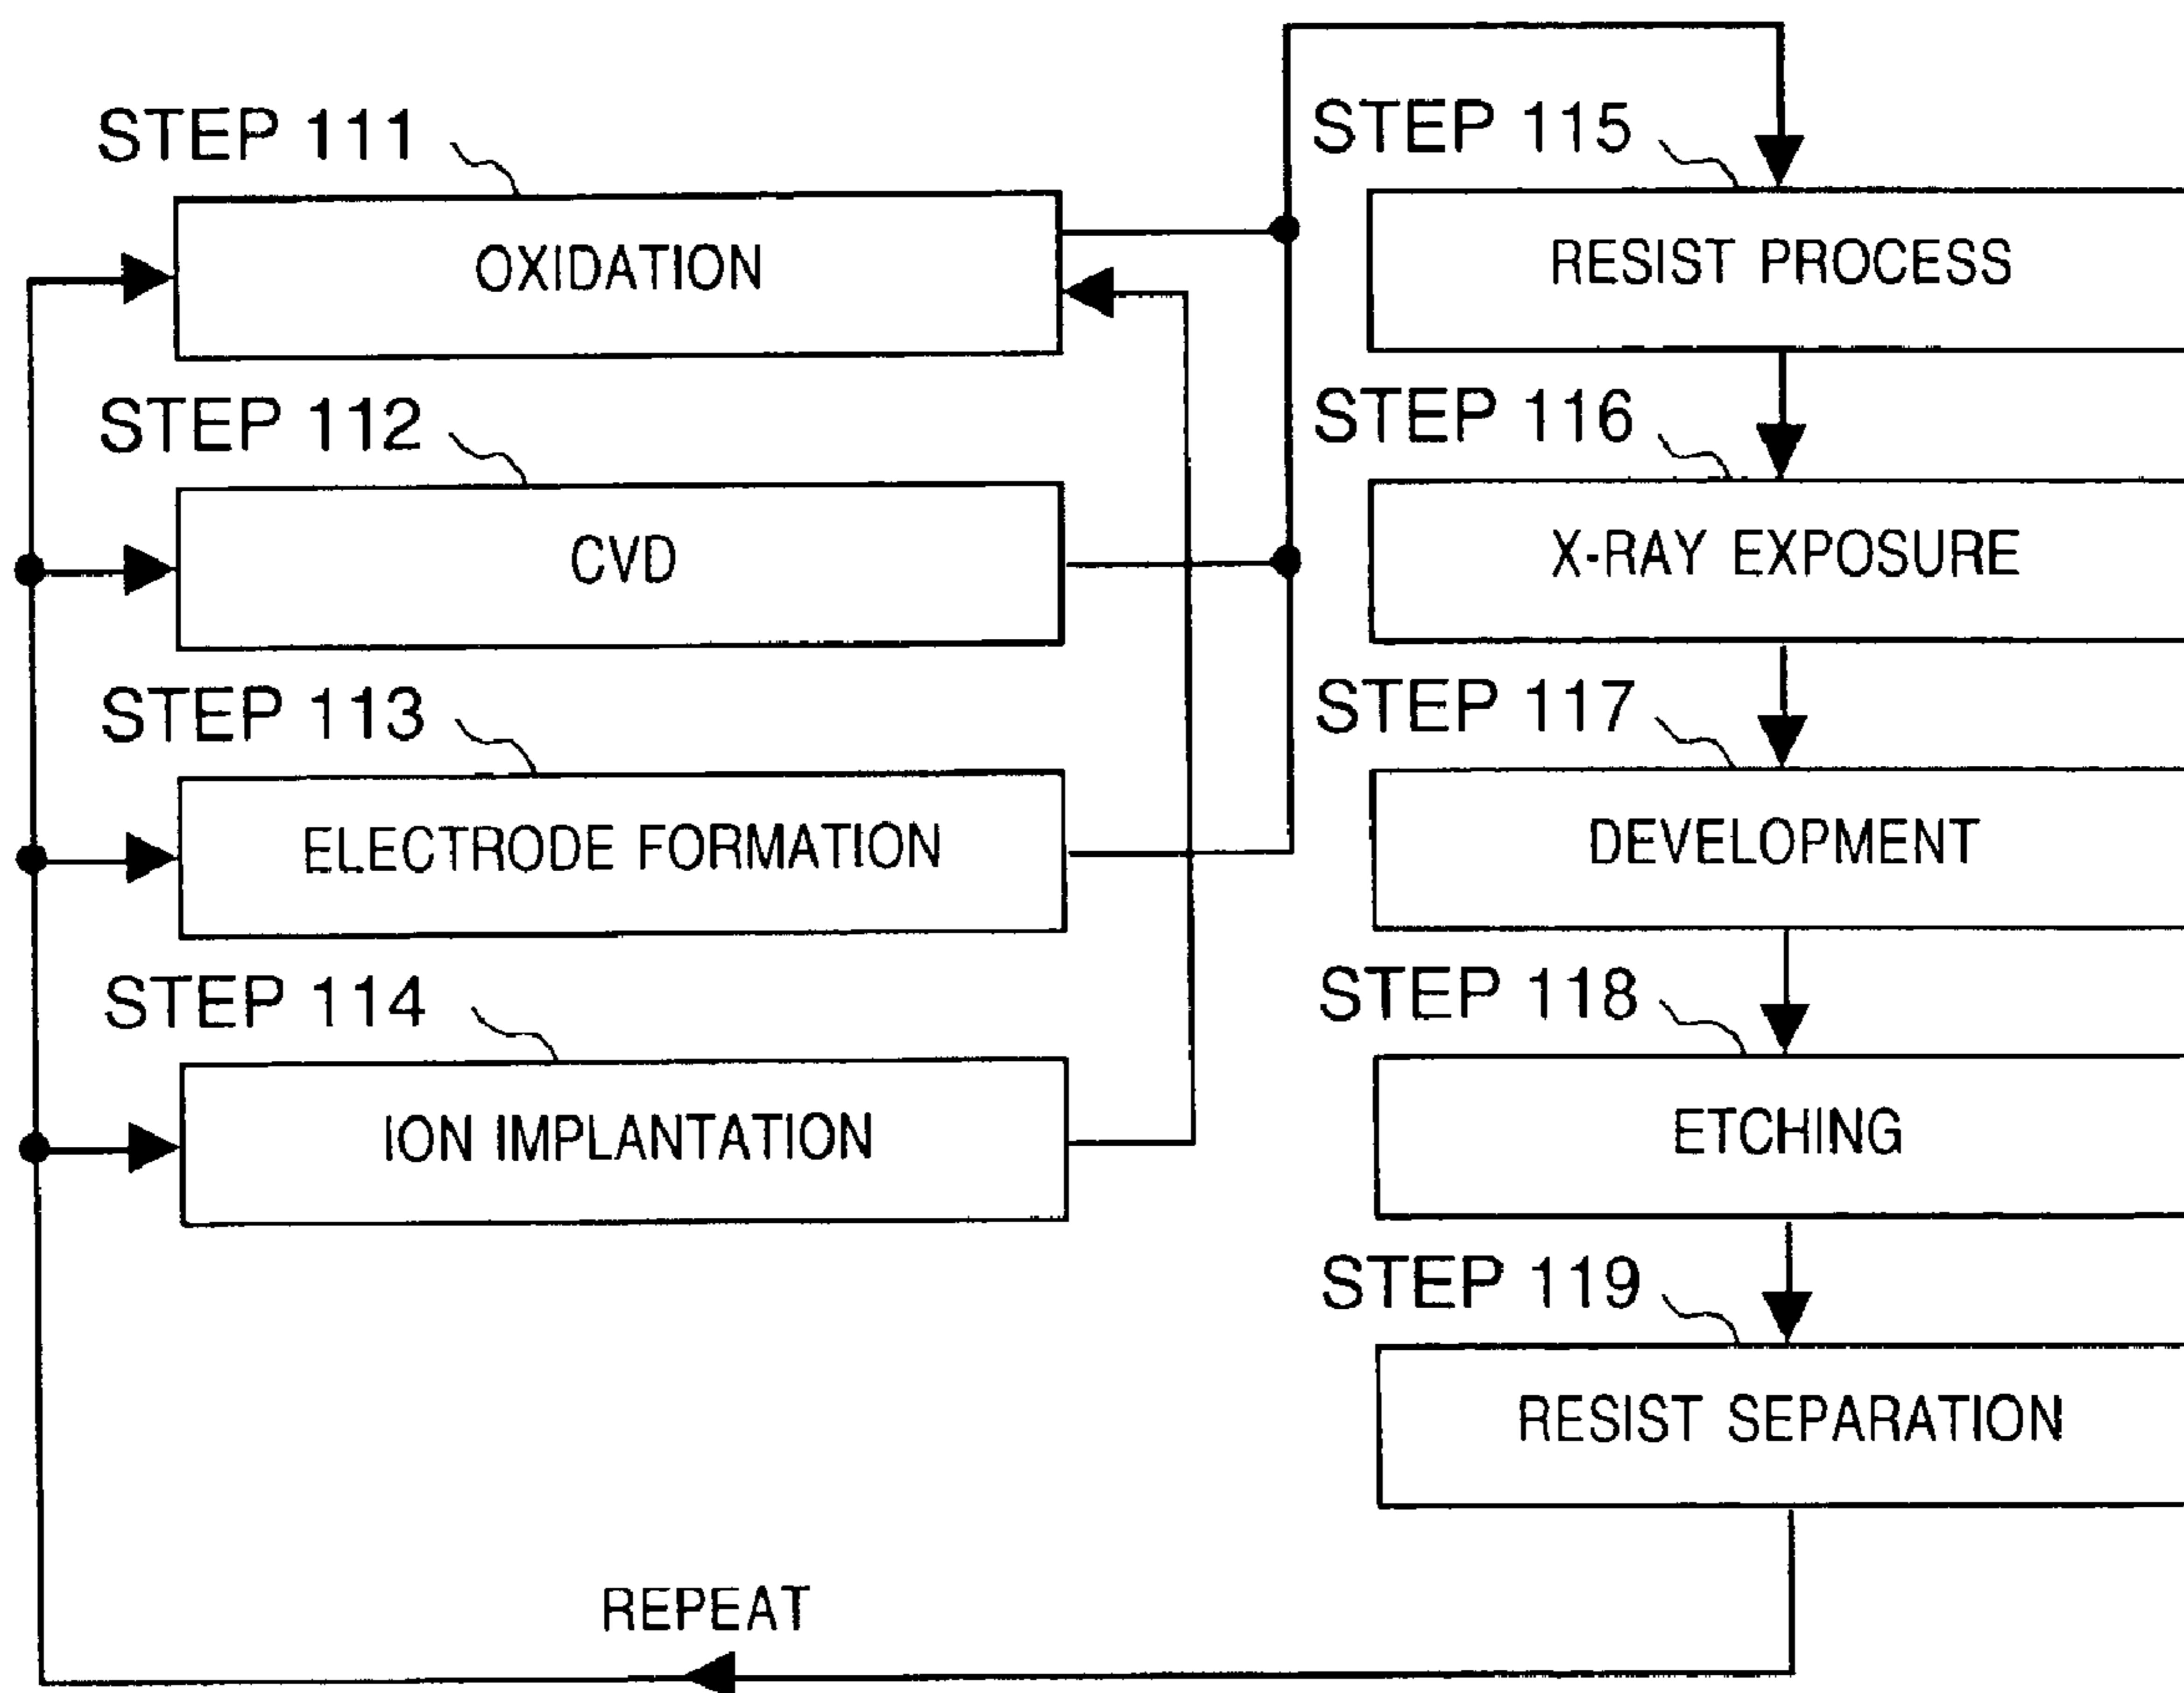 STEP 111
OXIDATION
STEP 112
CVD
STEP 113
ELECTRODE FORMATION
STEP 114
ION IMPLANTATION
STEP 115
RESIST PROCESS
STEP 116
X-RAY EXPOSURE
STEP 117
DEVELOPMENT
STEP 118
ETCHING
STEP 119
RESIST SEPARATION
REPEAT